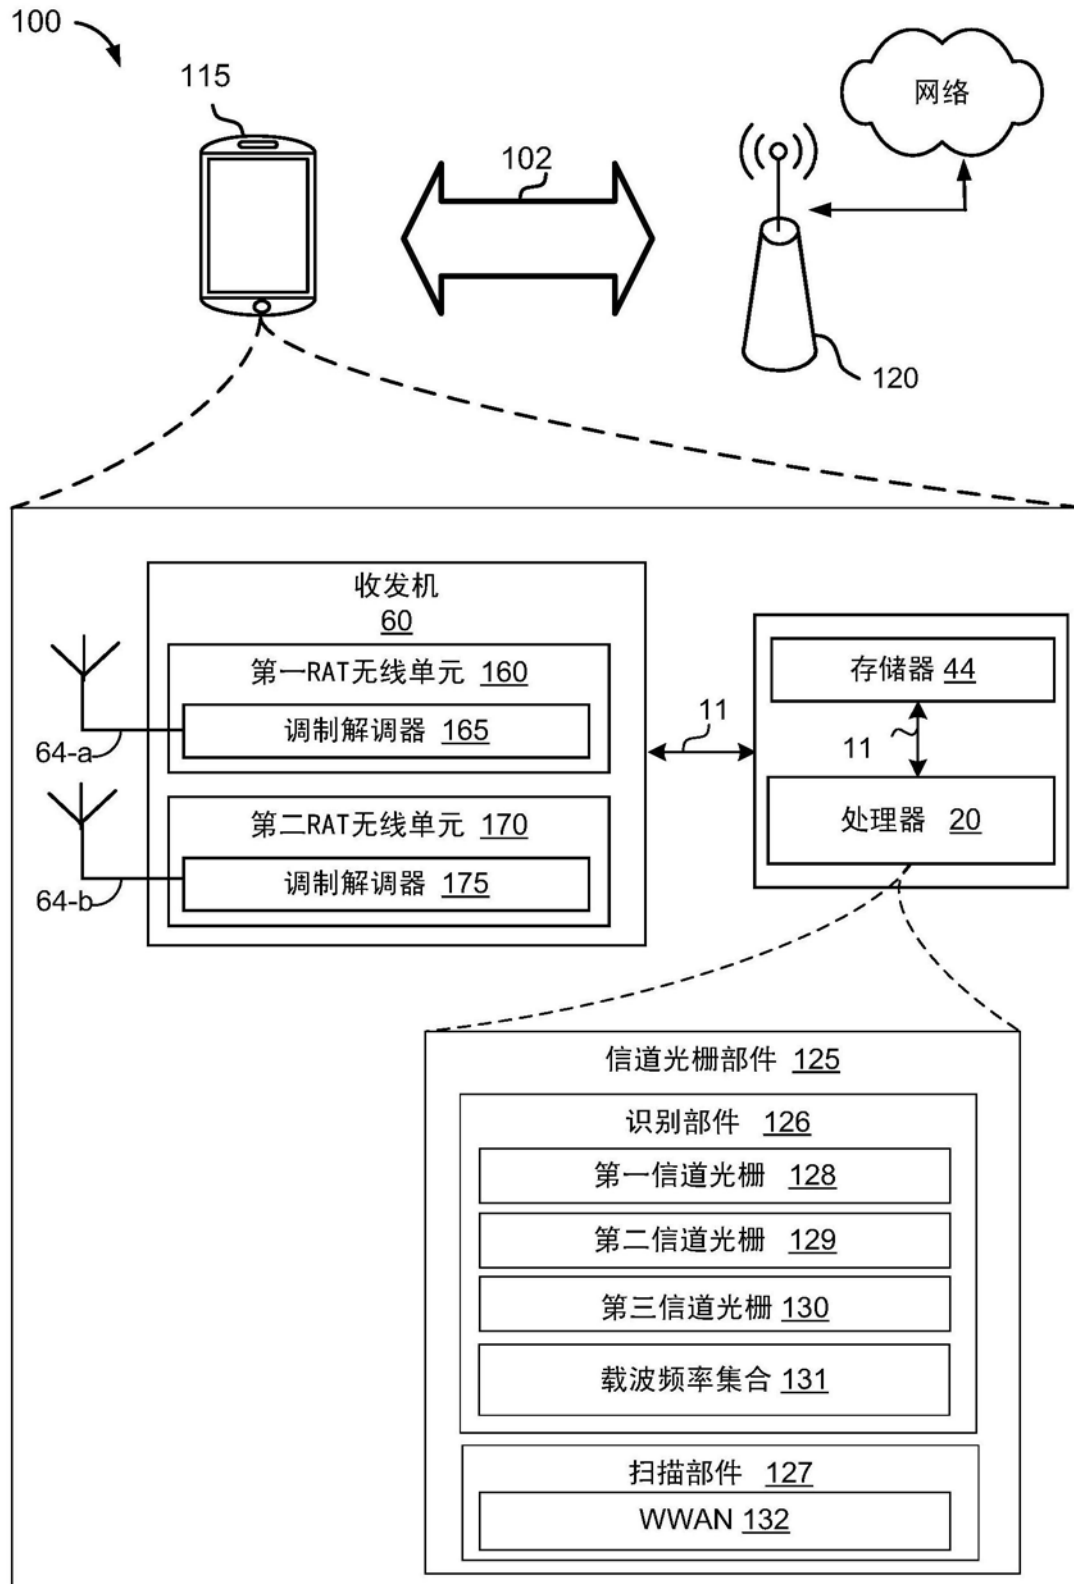 100
115
网络
102
120
收发机
60
第一RAT无线单元 160
调制解调器 165
64-a
第二RAT无线单元 170
调制解调器 175
64-b
11
存储器 44
11
处理器 20
信道光栅部件 125
识别部件 126
第一信道光栅 128
第二信道光栅 129
第三信道光栅 130
载波频率集合 131
扫描部件 127
WWAN 132